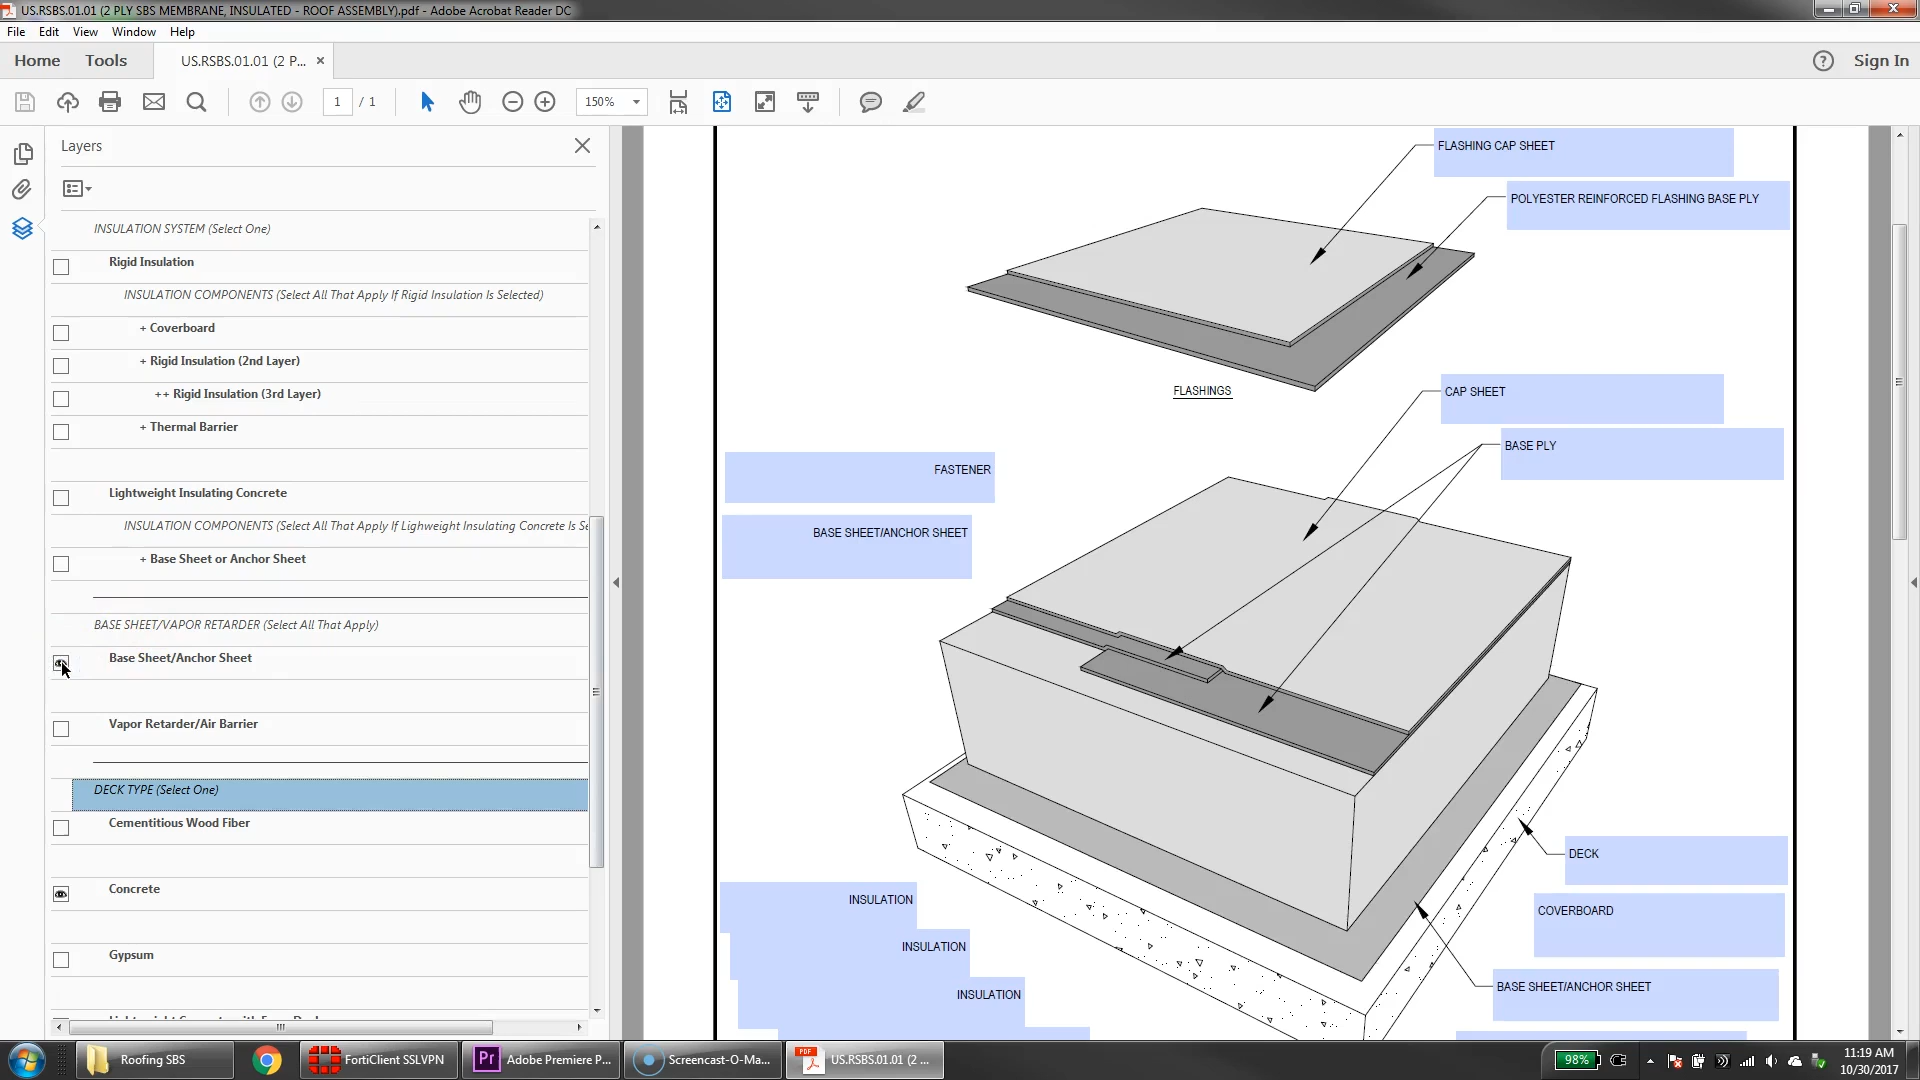 US.RSBS.01.01 (2 PLY SBS MEMBRANE, INSULATED - ROOF ASSEMBLY).pdf - Adobe Acrobat Reader DC
File Edit View Window Help
Home Tools US.RSBS.01.01 (2 P... × ? Sign In
1 / 1 150%
Layers
INSULATION SYSTEM (Select One)
Rigid Insulation
INSULATION COMPONENTS (Select All That Apply If Rigid Insulation Is Selected)
+ Coverboard
+ Rigid Insulation (2nd Layer)
++ Rigid Insulation (3rd Layer)
+ Thermal Barrier
Lightweight Insulating Concrete
INSULATION COMPONENTS (Select All That Apply If Lighweight Insulating Concrete Is Se
+ Base Sheet or Anchor Sheet
BASE SHEET/VAPOR RETARDER (Select All That Apply)
Base Sheet/Anchor Sheet
Vapor Retarder/Air Barrier
DECK TYPE (Select One)
Cementitious Wood Fiber
Concrete
Gypsum
FLASHING CAP SHEET
POLYESTER REINFORCED FLASHING BASE PLY
FLASHINGS
CAP SHEET
BASE PLY
FASTENER
BASE SHEET/ANCHOR SHEET
DECK
COVERBOARD
BASE SHEET/ANCHOR SHEET
INSULATION
INSULATION
INSULATION
Roofing SBS
FortiClient SSLVPN
Pr Adobe Premiere P...
Screencast-O-Ma...
PDF US.RSBS.01.01 (2 ...
98%
11:19 AM
10/30/2017